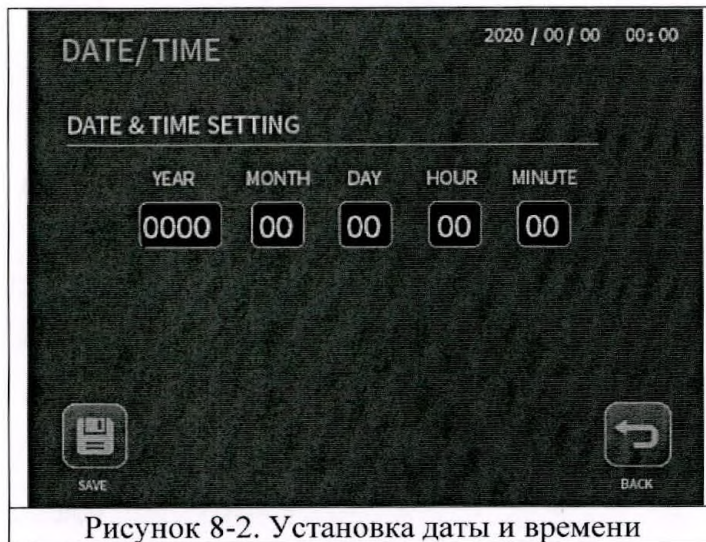 DATE/TIME 2020 / 00 / 00 00:00
DATE & TIME SETTING
YEAR MONTH DAY HOUR MINUTE
0000 00 00 00 00
SAVE BACK
Рисунок 8-2. Установка даты и времени